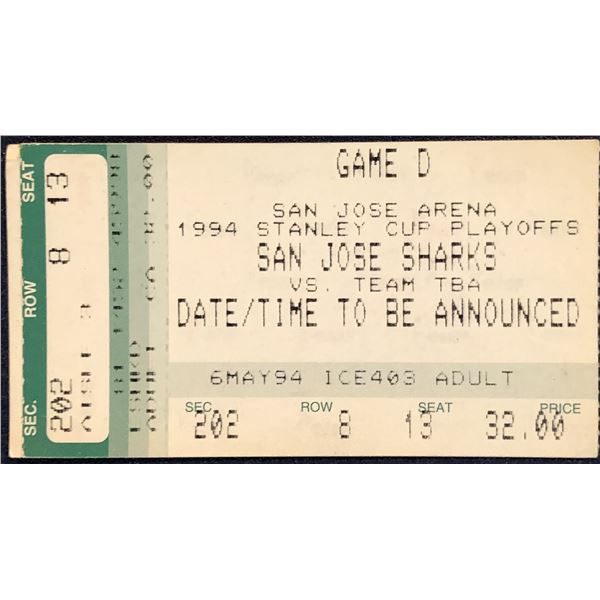 GAME D
SAN JOSE ARENA
1994 STANLEY CUP PLAYOFFS
SAN JOSE SHARKS
VS. TEAM TBA
DATE/TIME TO BE ANNOUNCED
6MAY94 ICE403 ADULT
SEC. ROW SEAT PRICE
202 8 13 32.00
SEC. ROW SEAT
202 8 13